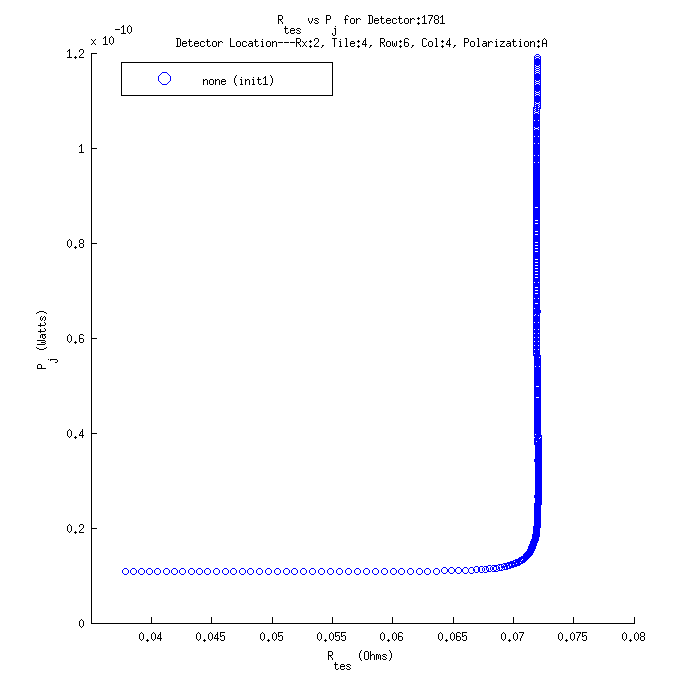 R_tes vs P_j for Detector:1781
Detector Location---Rx:2, Tile:4, Row:6, Col:4, Polarization:A
x 10^-10
none (init1)
1.2
1
0.8
0.6
0.4
0.2
0
P_j (Watts)
0.04 0.045 0.05 0.055 0.06 0.065 0.07 0.075 0.08
R_tes (Ohms)